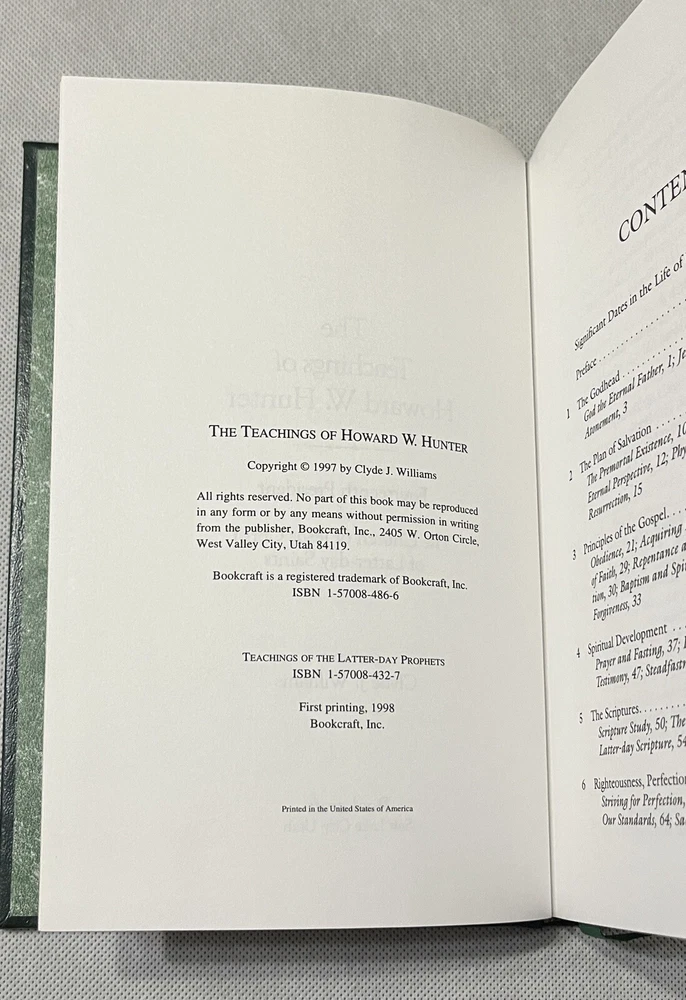 THE TEACHINGS OF HOWARD W. HUNTER
Copyright © 1997 by Clyde J. Williams
All rights reserved. No part of this book may be reproduced
in any form or by any means without permission in writing
from the publisher, Bookcraft, Inc., 2405 W. Orton Circle,
West Valley City, Utah 84119.
Bookcraft is a registered trademark of Bookcraft, Inc.
ISBN 1-57008-486-6
TEACHINGS OF THE LATTER-DAY PROPHETS
ISBN 1-57008-432-7
First printing, 1998
Bookcraft, Inc.
Printed in the United States of America
Significant Dates in the Life of
Preface . . . . . . . . . .
1 The Godhead . . . . . . . . .
God the Eternal Father, 1;
Atonement, 3
2 The Plan of Salvation . . . . . .
The Premortal Existence,
Eternal Perspective, 12;
Resurrection, 15
3 Principles of the Gospel. . .
Obedience, 21; Acquiring
of Faith, 29; Repentance
tion, 30; Baptism and
Forgiveness, 33
4 Spiritual Development . . .
Prayer and Fasting, 37;
Testimony, 47;
5 The Scriptures. . . . . . . .
Scripture Study, 50; The
Latter-day Scripture,
6 Righteousness,
Striving for Perfection,
Our Standards, 64;